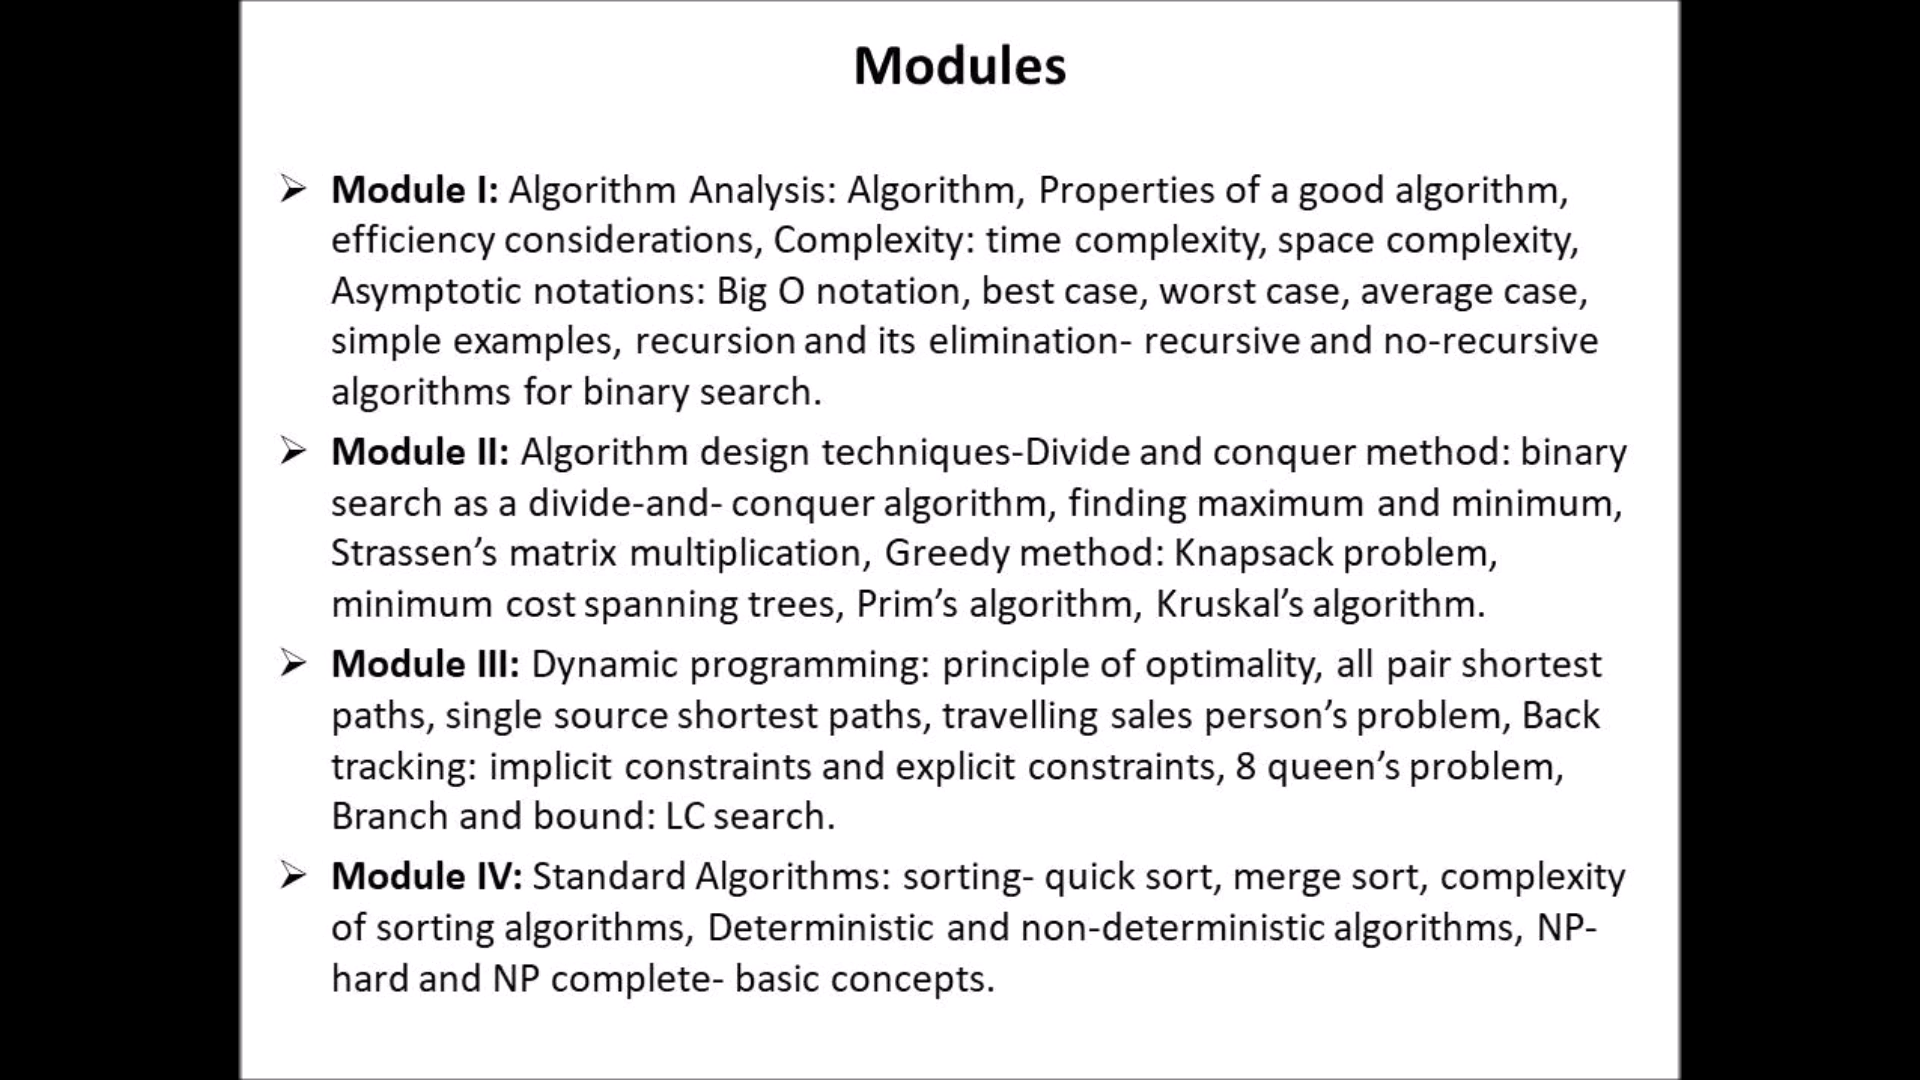 Modules
➢ Module I: Algorithm Analysis: Algorithm, Properties of a good algorithm,
efficiency considerations, Complexity: time complexity, space complexity,
Asymptotic notations: Big O notation, best case, worst case, average case,
simple examples, recursion and its elimination- recursive and no-recursive
algorithms for binary search.
➢ Module II: Algorithm design techniques-Divide and conquer method: binary
search as a divide-and- conquer algorithm, finding maximum and minimum,
Strassen’s matrix multiplication, Greedy method: Knapsack problem,
minimum cost spanning trees, Prim’s algorithm, Kruskal’s algorithm.
➢ Module III: Dynamic programming: principle of optimality, all pair shortest
paths, single source shortest paths, travelling sales person’s problem, Back
tracking: implicit constraints and explicit constraints, 8 queen’s problem,
Branch and bound: LC search.
➢ Module IV: Standard Algorithms: sorting- quick sort, merge sort, complexity
of sorting algorithms, Deterministic and non-deterministic algorithms, NP-
hard and NP complete- basic concepts.